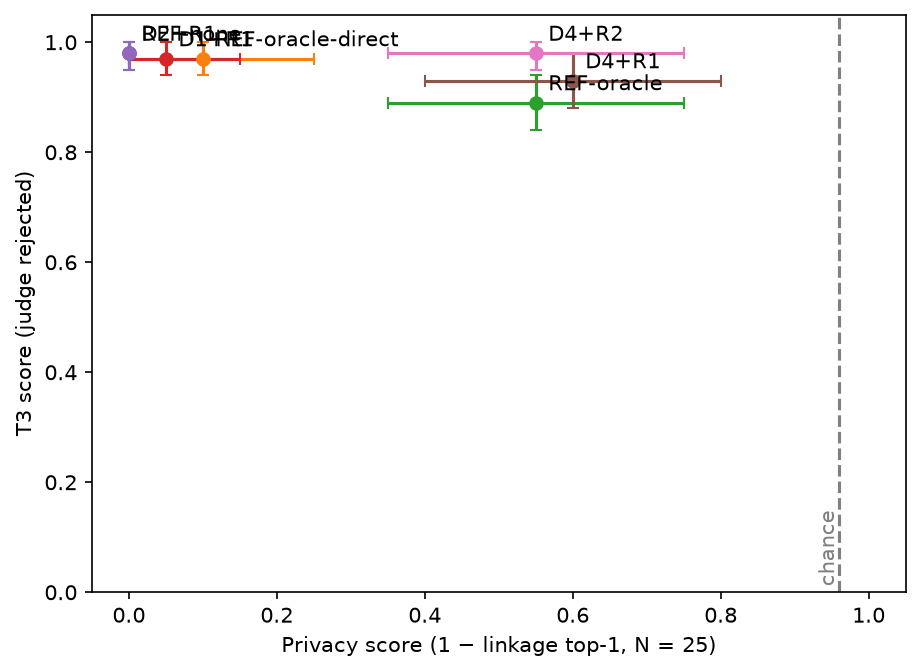 D4+R2
REF-oracle-direct
D4+R1
REF-oracle
1.0
0.8
0.6
0.4
0.2
0.0
T3 score (judge rejected)
chance
0.0
0.2
0.4
0.6
0.8
1.0
Privacy score (1 − linkage top-1, N = 25)